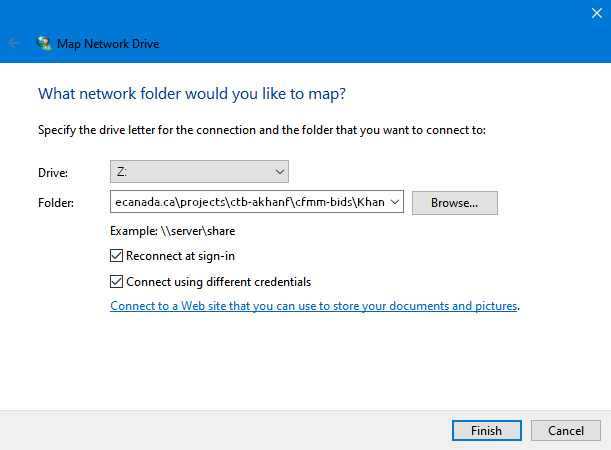 Map Network Drive
What network folder would you like to map?
Specify the drive letter for the connection and the folder that you want to connect to:
Drive: Z:
Folder: ecanada.ca\projects\ctb-akhanf\cfmm-bids\Khan Browse...
Example: \\server\share
Reconnect at sign-in
Connect using different credentials
Connect to a Web site that you can use to store your documents and pictures.
Finish Cancel